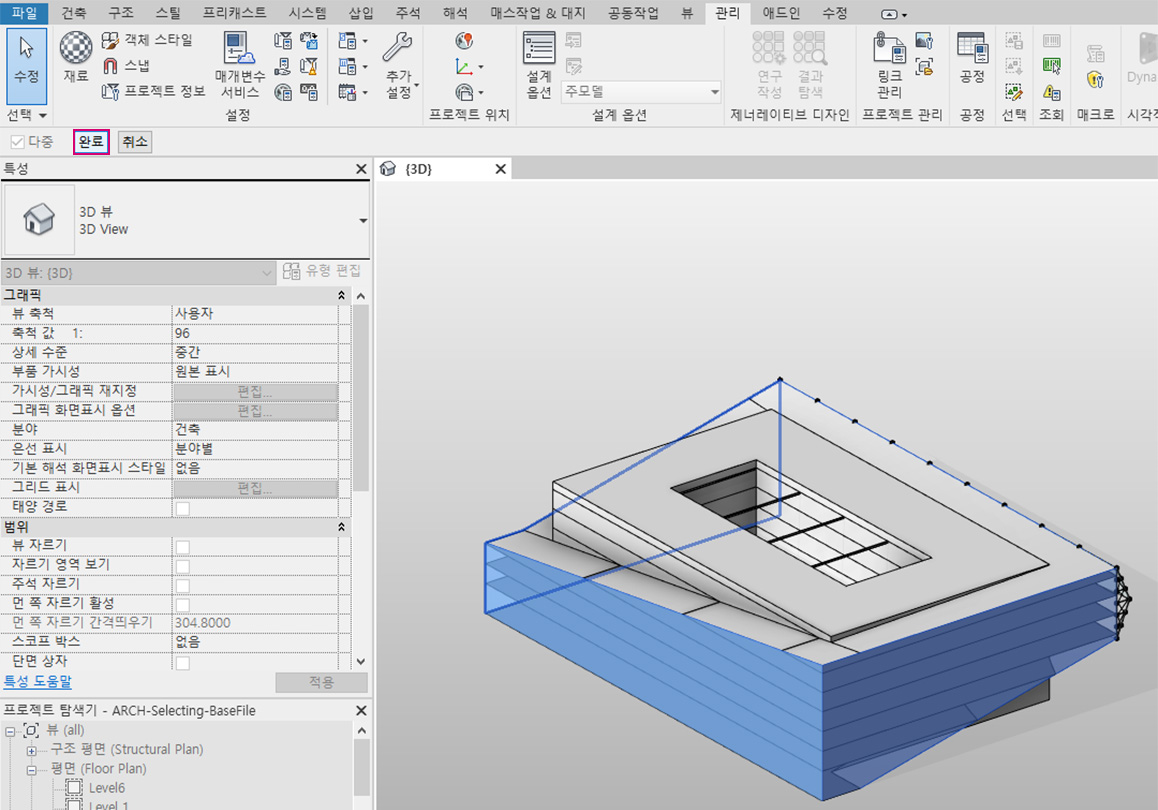 파일 건축 구조 스틸 프리캐스트 시스템 삽입 주석 해석 매스작업 & 대지 공동작업 뷰 관리 애드인 수정
수정
재료
객체 스타일
스냅
프로젝트 정보
매개변수
서비스
추가
설정
설계
옵션
주모델
연구
작성
결과
탐색
링크
관리
공정
Dyna
선택 설정 프로젝트 위치 설계 옵션 제너레이티브 디자인 프로젝트 관리 공정 선택 조회 매크로 시각적
다중 완료 취소
특성
{3D}
3D 뷰
3D View
3D 뷰: {3D} 유형 편집
그래픽
뷰 축척 사용자
축척 값 1: 96
상세 수준 중간
부품 가시성 원본 표시
가시성/그래픽 재지정 편집...
그래픽 화면표시 옵션 편집...
분야 건축
은선 표시 분야별
기본 해석 화면표시 스타일 없음
그리드 표시 편집...
태양 경로
범위
뷰 자르기
자르기 영역 보기
주석 자르기
먼 쪽 자르기 활성
먼 쪽 자르기 간격띄우기 304.8000
스코프 박스 없음
단면 상자
특성 도움말 적용
프로젝트 탐색기 - ARCH-Selecting-BaseFile
뷰 (all)
구조 평면 (Structural Plan)
평면 (Floor Plan)
Level6
Level 1